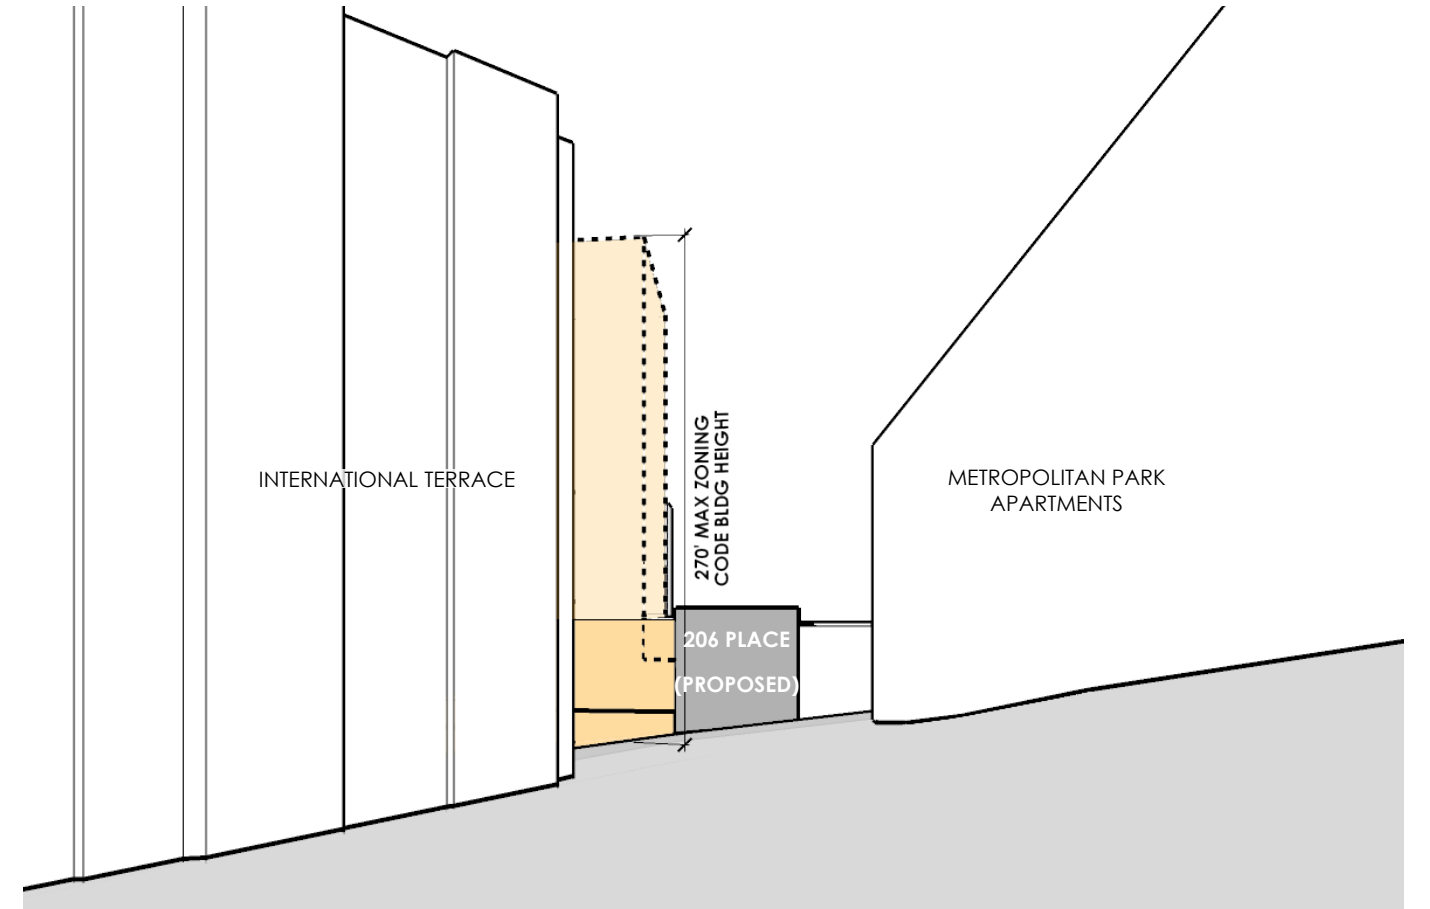 INTERNATIONAL TERRACE
270' MAX ZONING
CODE BLDG HEIGHT
METROPOLITAN PARK
APARTMENTS
206 PLACE
(PROPOSED)